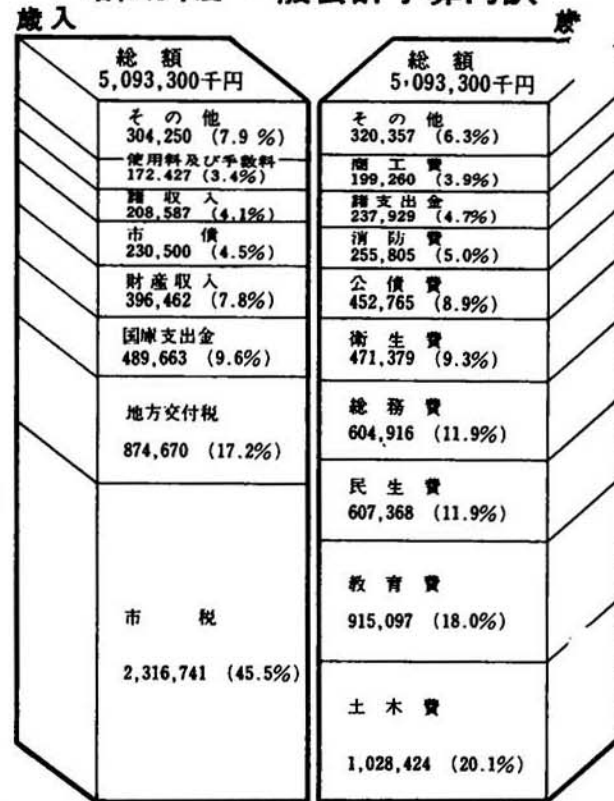 歳入
総額
5,093,300千円
その他
304,250 (7.9 %)
使用料及び手数料
172.427 (3.4%)
諸収入
208,587 (4.1%)
市債
230,500 (4.5%)
財産収入
396,462 (7.8%)
国庫支出金
489,663 (9.6%)
地方交付税
874,670 (17.2%)
市税
2,316,741 (45.5%)
歳
総額
5,093,300千円
その他
320,357 (6.3%)
商工費
199,260 (3.9%)
諸支出金
237,929 (4.7%)
消防費
255,805 (5.0%)
公債費
452,765 (8.9%)
衛生費
471,379 (9.3%)
総務費
604,916 (11.9%)
民生費
607,368 (11.9%)
教育費
915,097 (18.0%)
土木費
1,028,424 (20.1%)